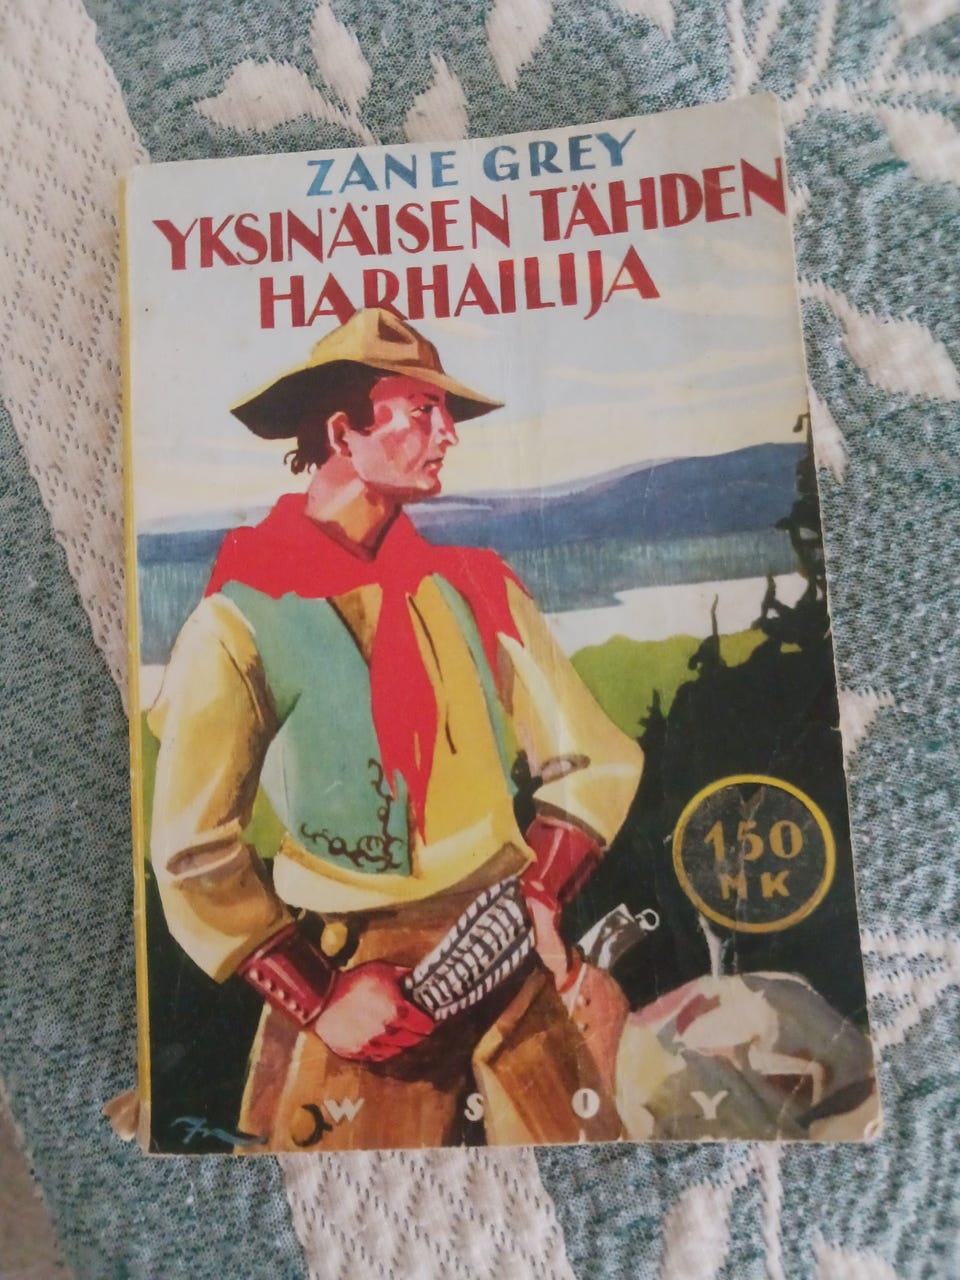 ZANE GREY
YKSINÄISEN TÄHDEN
HARHAILIJA
150
MK
WSOY